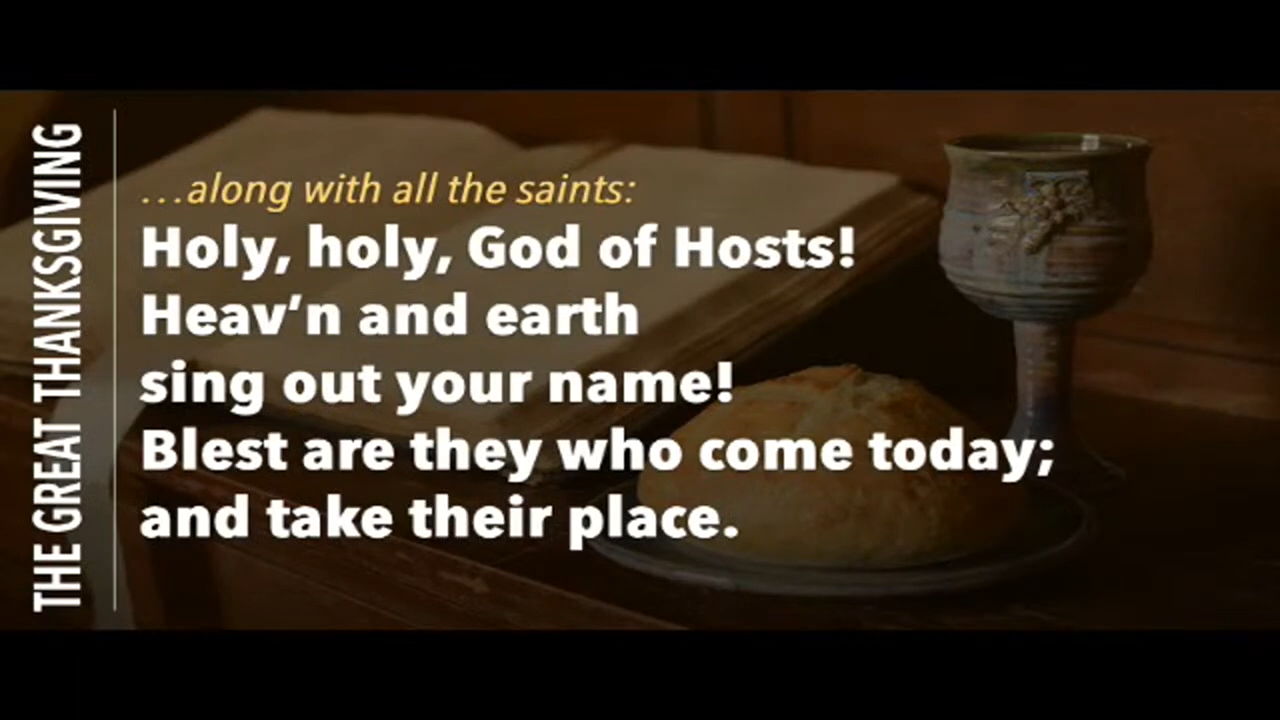 THE GREAT THANKSGIVING
...along with all the saints:
Holy, holy, God of Hosts!
Heav’n and earth
sing out your name!
Blest are they who come today;
and take their place.